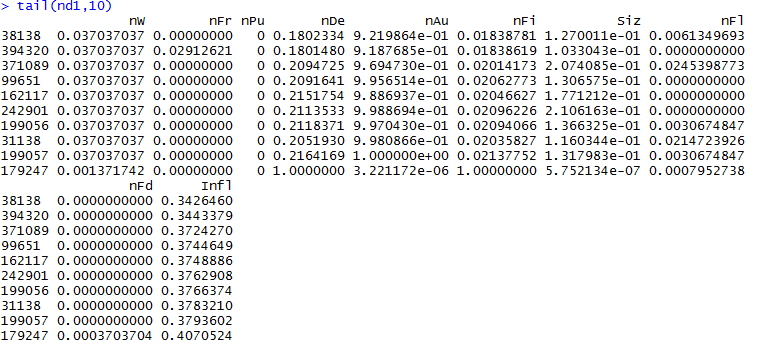 > tail(nd1,10)
nW nFr nPu nDe nAu nFi Siz nFl
38138 0.037037037 0.00000000 0 0.1802334 9.219864e-01 0.01838781 1.270011e-01 0.0061349693
394320 0.037037037 0.02912621 0 0.1801480 9.187685e-01 0.01838619 1.033043e-01 0.0000000000
371089 0.037037037 0.00000000 0 0.2094725 9.694730e-01 0.02014173 2.074085e-01 0.0245398773
99651 0.037037037 0.00000000 0 0.2091641 9.956514e-01 0.02062773 1.306575e-01 0.0000000000
162117 0.037037037 0.00000000 0 0.2151754 9.886937e-01 0.02046627 1.771212e-01 0.0000000000
242901 0.037037037 0.00000000 0 0.2113533 9.988694e-01 0.02096226 2.106163e-01 0.0000000000
199056 0.037037037 0.00000000 0 0.2118371 9.970430e-01 0.02094066 1.366325e-01 0.0030674847
31138 0.037037037 0.00000000 0 0.2051930 9.980866e-01 0.02035827 1.160344e-01 0.0214723926
199057 0.037037037 0.00000000 0 0.2164169 1.000000e+00 0.02137752 1.317983e-01 0.0030674847
179247 0.001371742 0.00000000 0 1.0000000 3.221172e-06 1.00000000 5.752134e-07 0.0007952738
nFd Infl
38138 0.0000000000 0.3426460
394320 0.0000000000 0.3443379
371089 0.0000000000 0.3724270
99651 0.0000000000 0.3744649
162117 0.0000000000 0.3748886
242901 0.0000000000 0.3762908
199056 0.0000000000 0.3766374
31138 0.0000000000 0.3783210
199057 0.0000000000 0.3793602
179247 0.0003703704 0.4070524